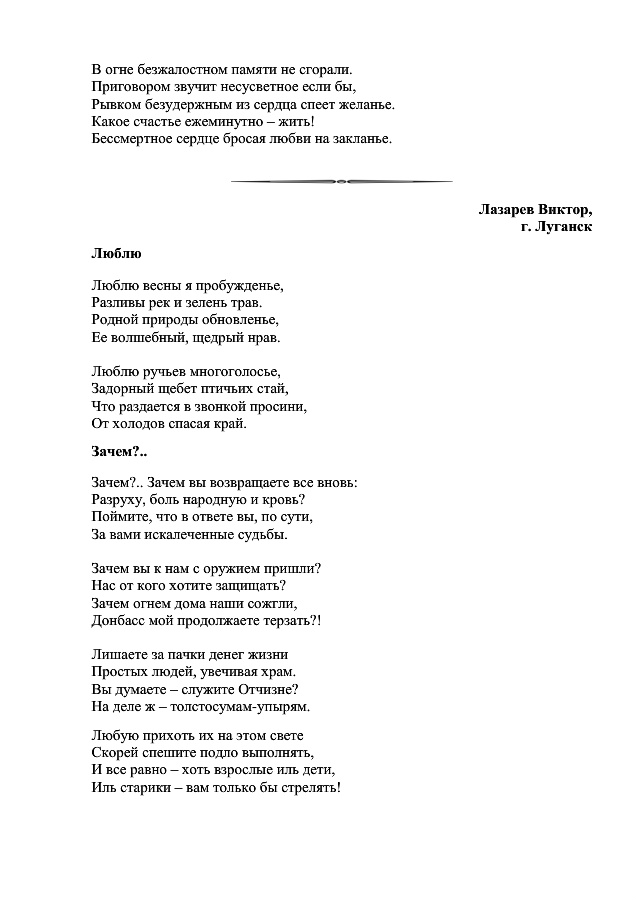 В огне безжалостном памяти не сгорали.
Приговором звучит несусветное если бы,
Рывком безудержным из сердца спеет желанье.
Какое счастье ежеминутно – жить!
Бессмертное сердце бросая любви на закланье.
Лазарев Виктор,
г. Луганск
Люблю
Люблю весны я пробужденье,
Разливы рек и зелень трав.
Родной природы обновленье,
Ее волшебный, щедрый нрав.
Люблю ручьев многоголосье,
Задорный щебет птичьих стай,
Что раздается в звонкой просини,
От холодов спасая край.
Зачем?..
Зачем?.. Зачем вы возвращаете все вновь:
Разруху, боль народную и кровь?
Поймите, что в ответе вы, по сути,
За вами искалеченные судьбы.
Зачем вы к нам с оружием пришли?
Нас от кого хотите защищать?
Зачем огнем дома наши сожгли,
Донбасс мой продолжаете терзать?!
Лишаете за пачки денег жизни
Простых людей, увечивая храм.
Вы думаете – служите Отчизне?
На деле ж – толстосумам-упырям.
Любую прихоть их на этом свете
Скорей спешите подло выполнять,
И все равно – хоть взрослые иль дети,
Иль старики – вам только бы стрелять!